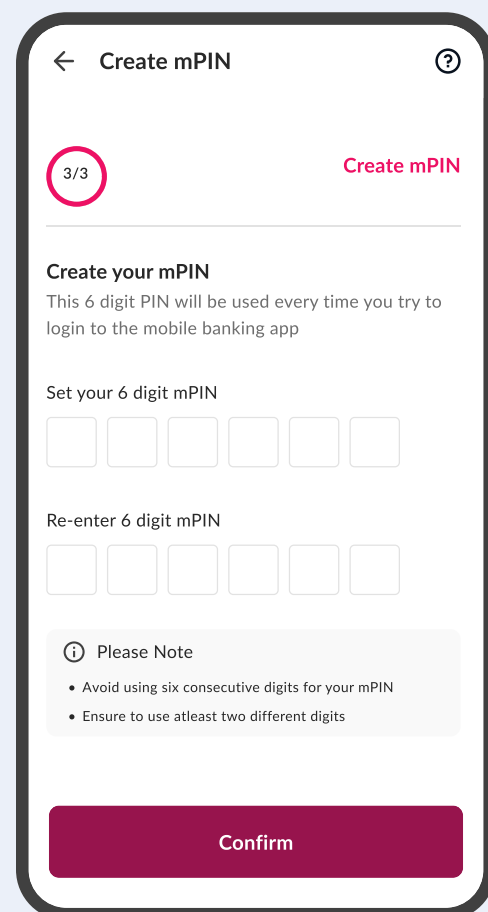 Create mPIN
3/3
Create mPIN
Create your mPIN
This 6 digit PIN will be used every time you try to
login to the mobile banking app
Set your 6 digit mPIN
Re-enter 6 digit mPIN
Please Note
• Avoid using six consecutive digits for your mPIN
• Ensure to use atleast two different digits
Confirm